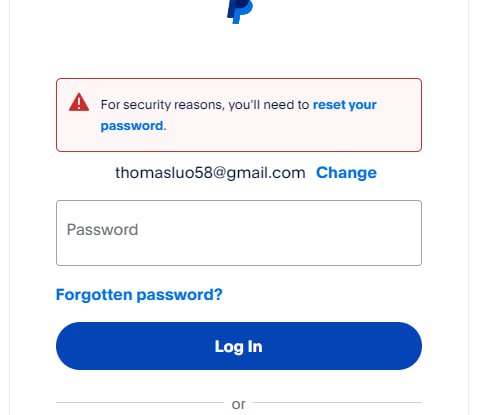 For security reasons, you'll need to reset your
password.
thomasluo58@gmail.com Change
Password
Forgotten password?
Log In
or